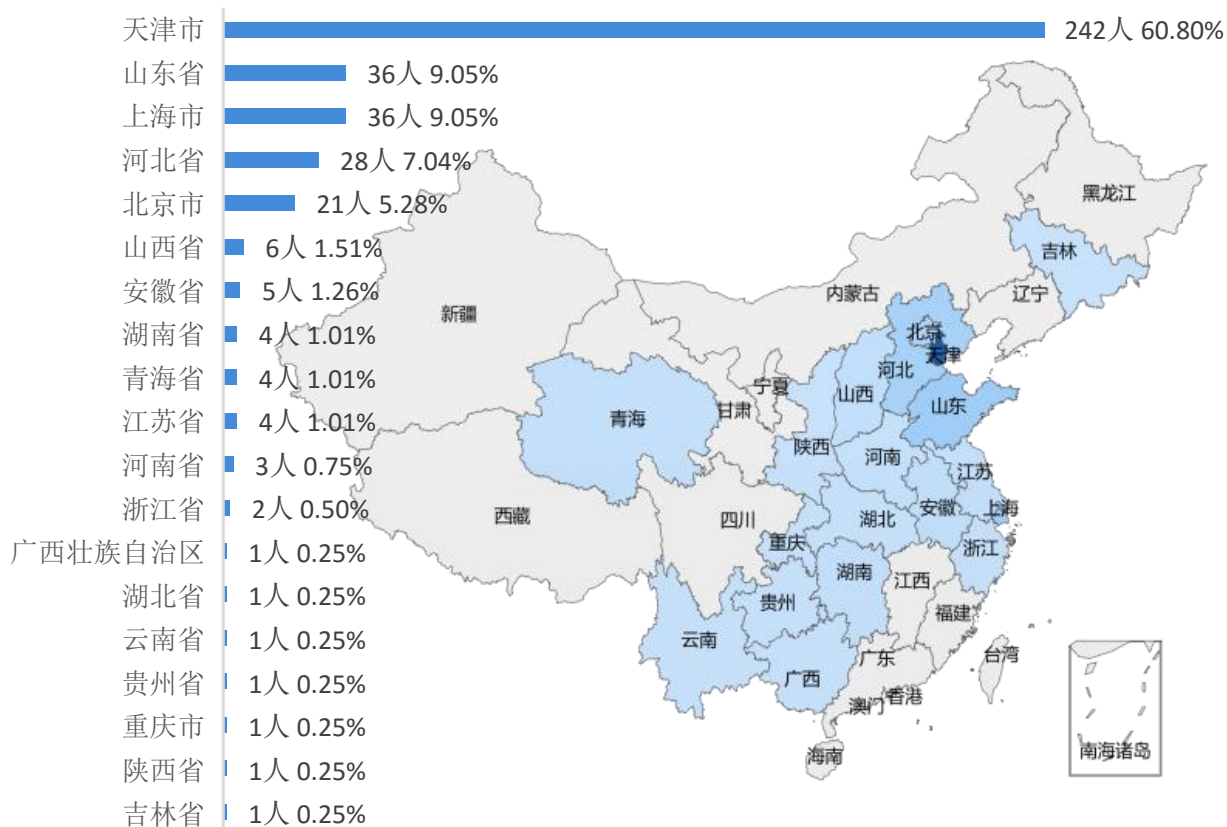 天津市 242人 60.80%
山东省 36人 9.05%
上海市 36人 9.05%
河北省 28人 7.04%
北京市 21人 5.28%
山西省 6人 1.51%
安徽省 5人 1.26%
湖南省 4人 1.01%
青海省 4人 1.01%
江苏省 4人 1.01%
河南省 3人 0.75%
浙江省 2人 0.50%
广西壮族自治区 1人 0.25%
湖北省 1人 0.25%
云南省 1人 0.25%
贵州省 1人 0.25%
重庆市 1人 0.25%
陕西省 1人 0.25%
吉林省 1人 0.25%
黑龙江
吉林
辽宁
内蒙古
新疆
北京
天津
河北
山西
宁夏
山东
甘肃
青海
陕西
河南
江苏
西藏
四川
湖北
安徽
上海
重庆
浙江
湖南
江西
贵州
福建
云南
广西
广东
台湾
澳门
香港
海南
南海诸岛